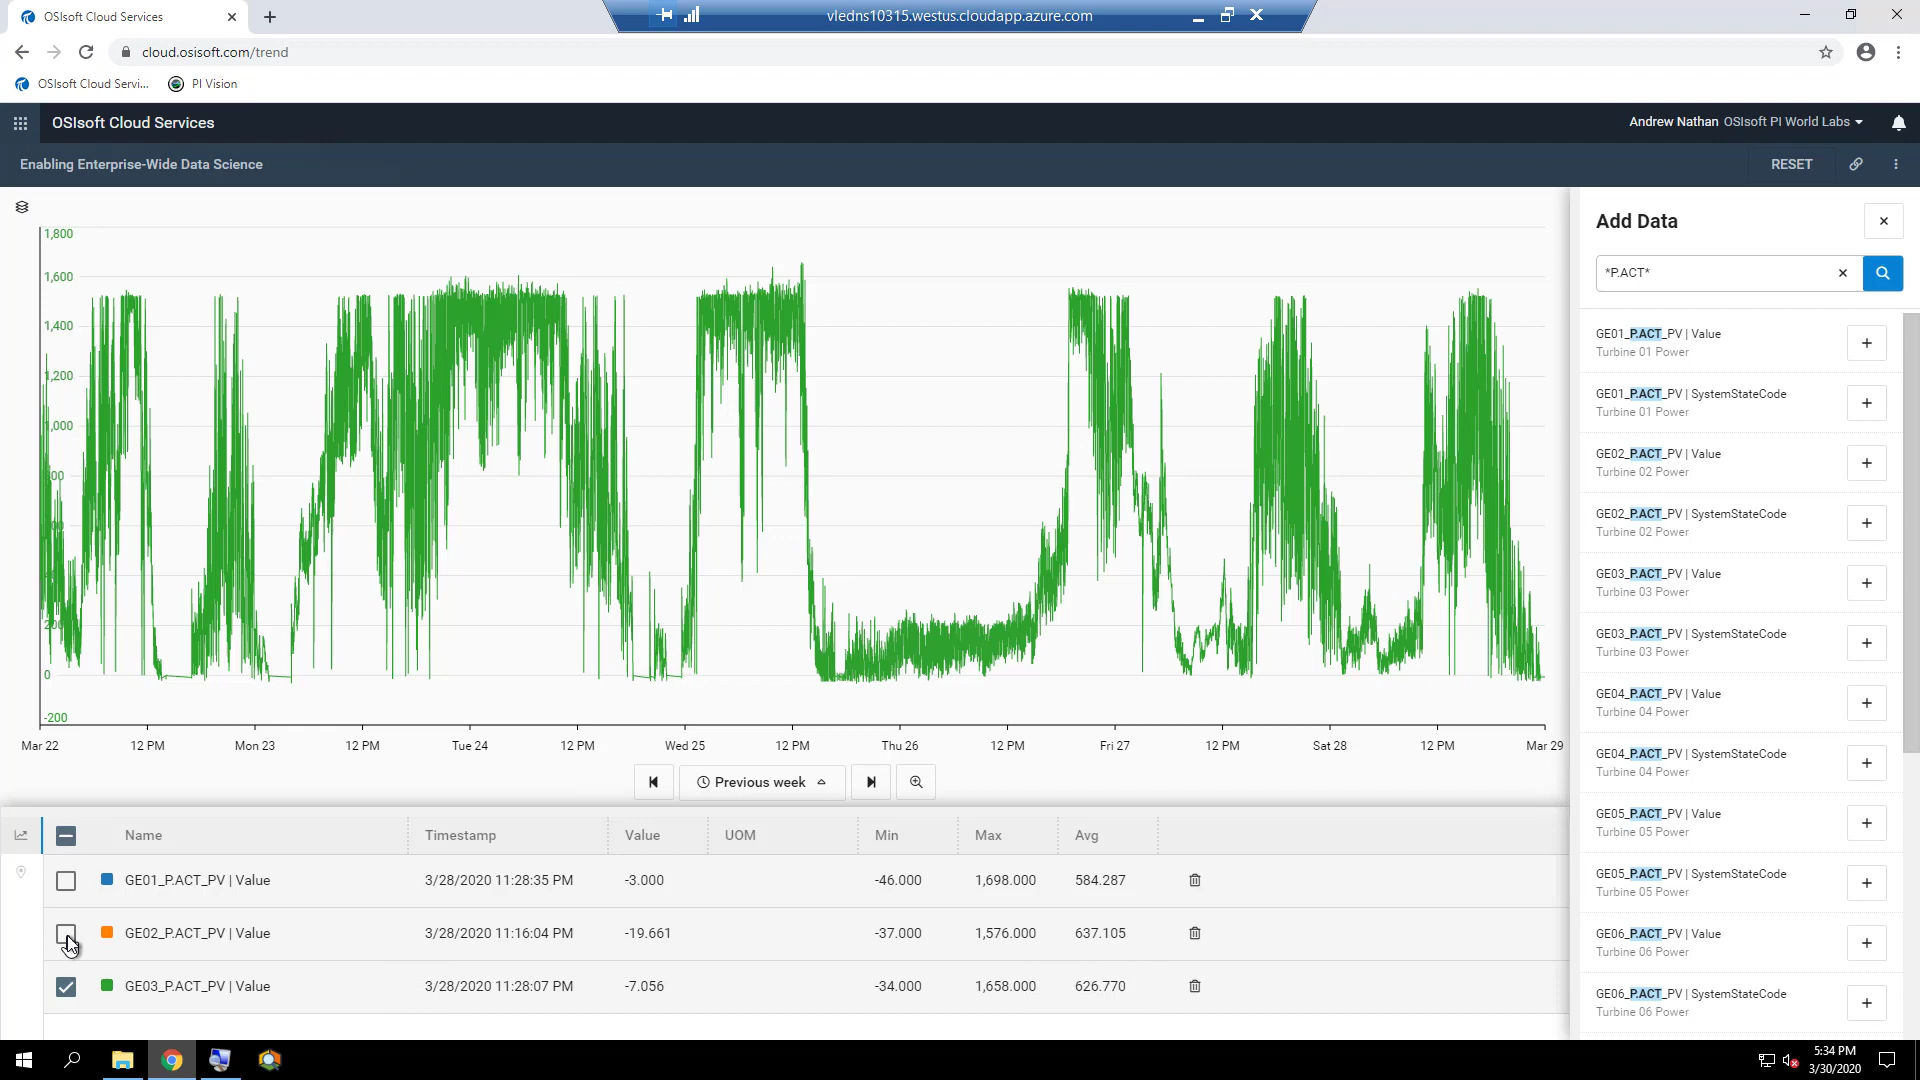 OSIsoft Cloud Services
vledns10315.westus.cloudapp.azure.com
cloud.osisoft.com/trend
OSIsoft Cloud Servi...
PI Vision
OSIsoft Cloud Services
Andrew Nathan OSIsoft PI World Labs
Enabling Enterprise-Wide Data Science
RESET
1,800
1,600
1,400
1,200
1,000
200
0
-200
Mar 22
12 PM
Mon 23
12 PM
Tue 24
12 PM
Wed 25
12 PM
Thu 26
12 PM
Fri 27
12 PM
Sat 28
12 PM
Mar 29
Previous week
Name Timestamp Value UOM Min Max Avg
GE01_P.ACT_PV | Value 3/28/2020 11:28:35 PM -3.000 -46.000 1,698.000 584.287
GE02_P.ACT_PV | Value 3/28/2020 11:16:04 PM -19.661 -37.000 1,576.000 637.105
GE03_P.ACT_PV | Value 3/28/2020 11:28:07 PM -7.056 -34.000 1,658.000 626.770
Add Data
*P.ACT*
GE01_P.ACT_PV | Value
Turbine 01 Power
GE01_P.ACT_PV | SystemStateCode
Turbine 01 Power
GE02_P.ACT_PV | Value
Turbine 02 Power
GE02_P.ACT_PV | SystemStateCode
Turbine 02 Power
GE03_P.ACT_PV | Value
Turbine 03 Power
GE03_P.ACT_PV | SystemStateCode
Turbine 03 Power
GE04_P.ACT_PV | Value
Turbine 04 Power
GE04_P.ACT_PV | SystemStateCode
Turbine 04 Power
GE05_P.ACT_PV | Value
Turbine 05 Power
GE05_P.ACT_PV | SystemStateCode
Turbine 05 Power
GE06_P.ACT_PV | Value
Turbine 06 Power
GE06_P.ACT_PV | SystemStateCode
Turbine 06 Power
5:34 PM
3/30/2020